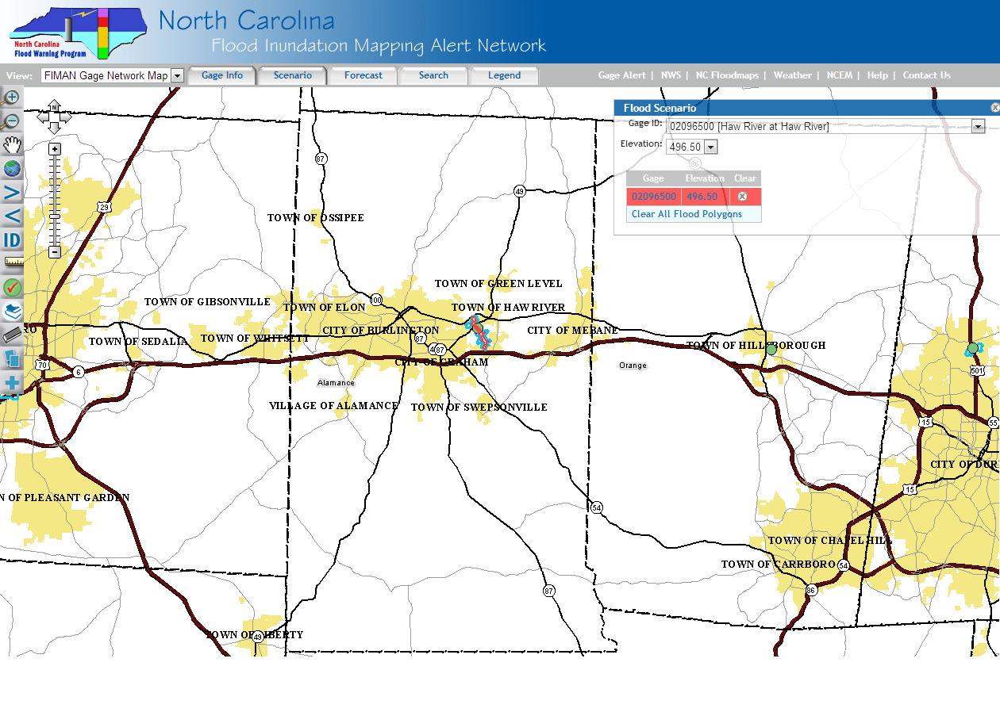 North Carolina
Flood Inundation Mapping Alert Network
North Carolina
Flood Warning Program
View: FIMAN Gage Network Map Gage Info Scenario Forecast Search Legend Gage Alert | NWS | NC Floodmaps | Weather | NCEM | Help | Contact Us
N
Flood Scenario
Gage ID: 02096500 [Haw River at Haw River]
Elevation: 496.50
Gage Elevation Clear
02096500 496.50
Clear All Flood Polygons
ID
87
86
49
29
TOWN OF OSSIPEE
TOWN OF GREEN LEVEL
TOWN OF GIBSONVILLE
TOWN OF ELON
100
TOWN OF HAW RIVER
RO
CITY OF BURLINGTON
CITY OF MEBANE
TOWN OF SEDALIA
TOWN OF WHITSETT
87
87
TOWN OF HILLSBOROUGH
CITY OF GRAHAM
70
6
Orange
501
Alamance
VILLAGE OF ALAMANCE
TOWN OF SWEPSONVILLE
15
55
CITY OF DUR
15
N OF PLEASANT GARDEN
54
TOWN OF CHAPEL HILL
TOWN OF CARRBORO
54
87
86
TOWN OF LIBERTY
49